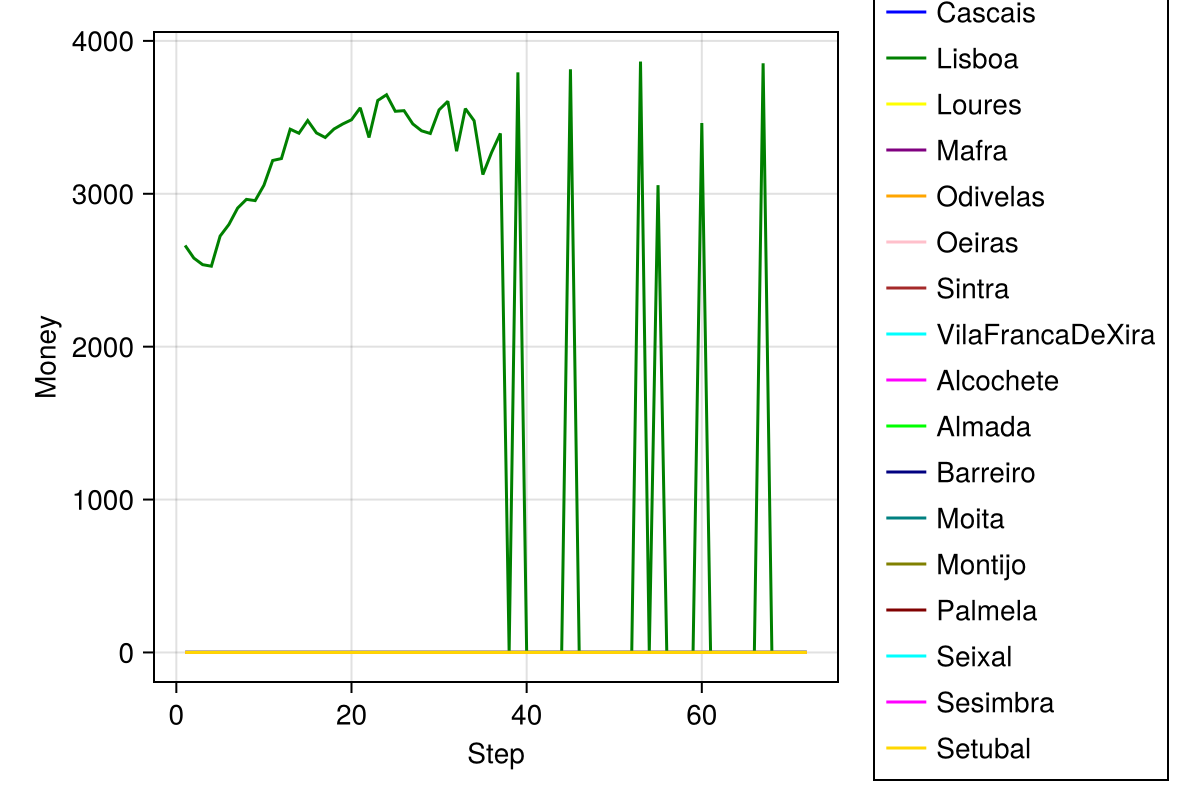 4000
3000
2000
1000
0
Money
0 20 40 60
Step
Cascais
Lisboa
Loures
Mafra
Odivelas
Oeiras
Sintra
VilaFrancaDeXira
Alcochete
Almada
Barreiro
Moita
Montijo
Palmela
Seixal
Sesimbra
Setubal